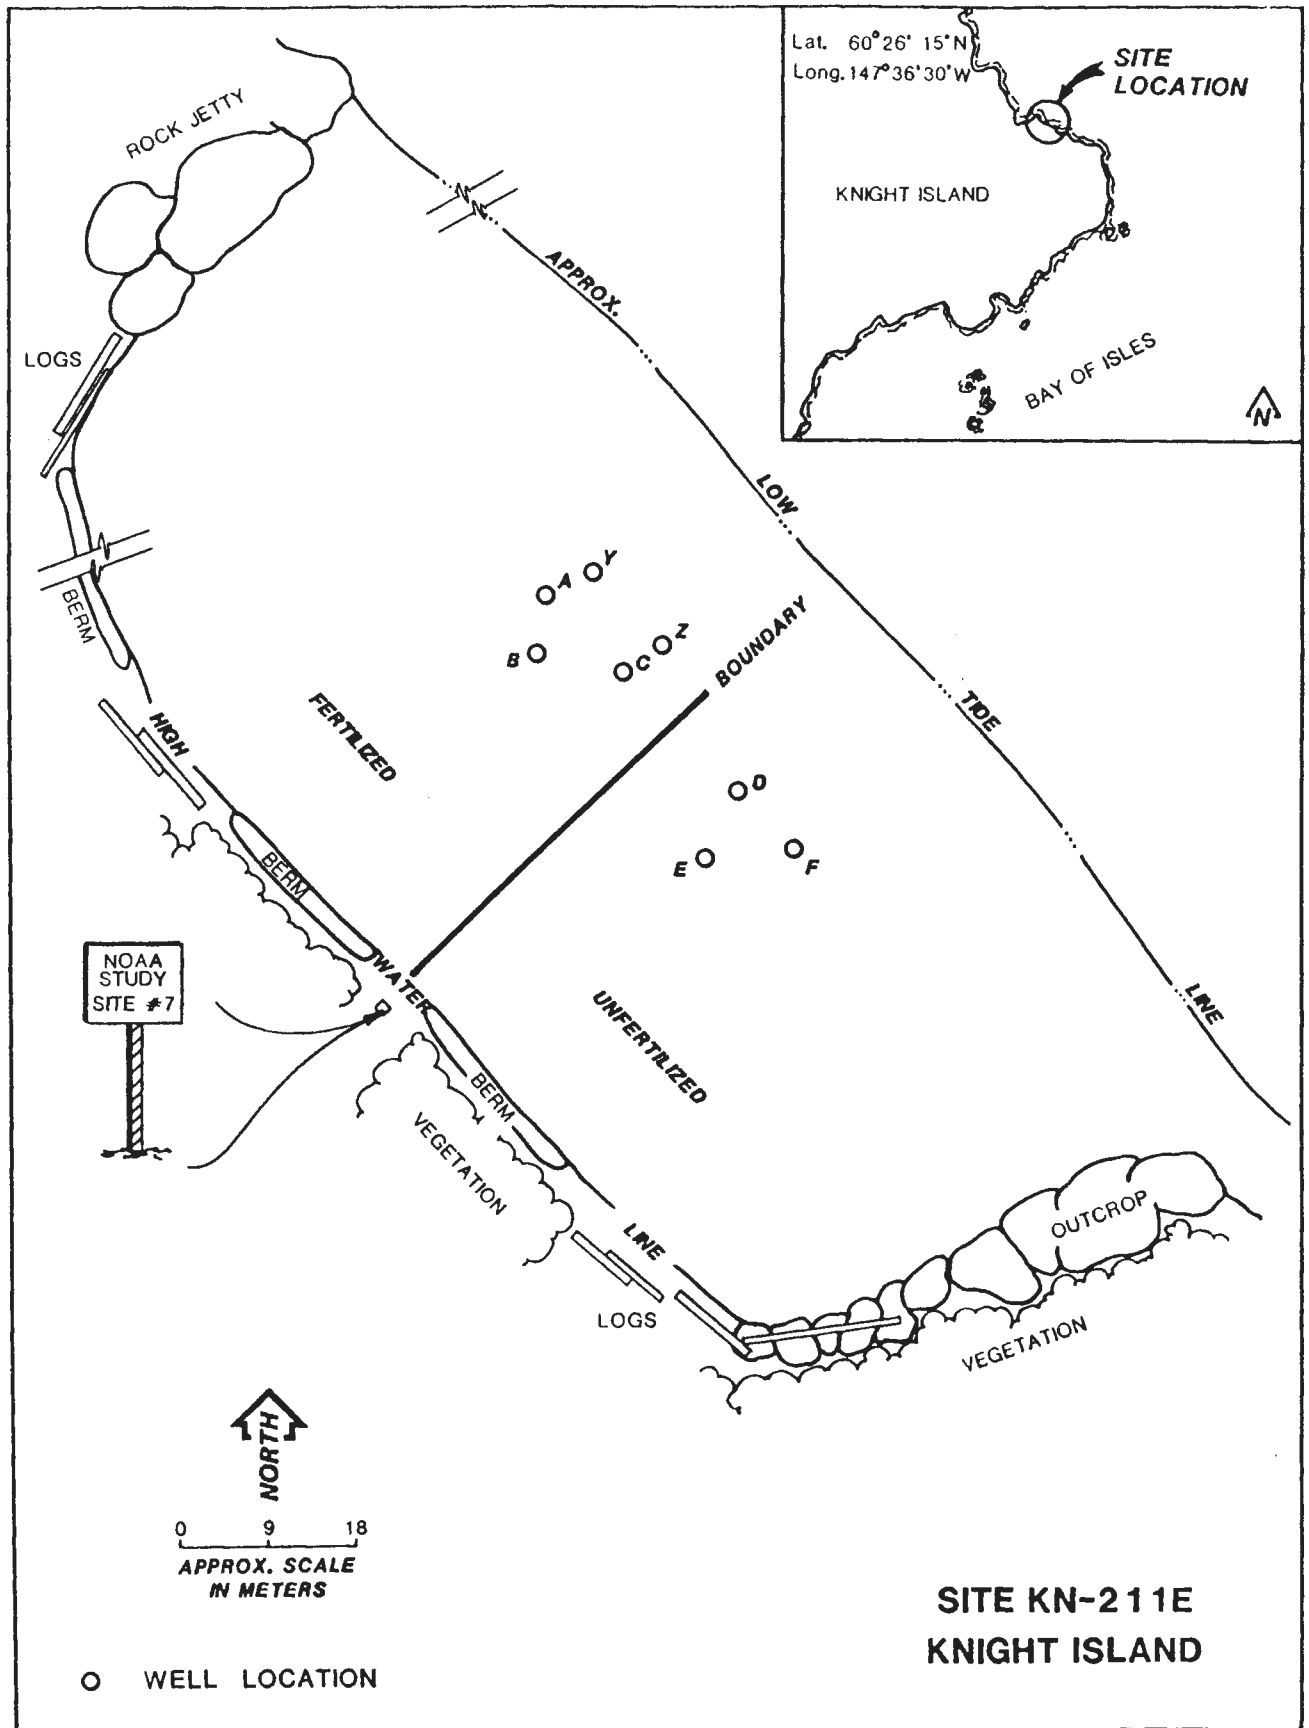 Lat. 60°26' 15"N
Long. 147°36'30"W
SITE
LOCATION
KNIGHT ISLAND
BAY OF ISLES
N
ROCK JETTY
LOGS
APPROX.
LOW
TIDE
LINE
BERM
HIGH
WATER
LINE
A
Y
B
C
Z
BOUNDARY
FERTILIZED
D
E
F
UNFERTILIZED
BERM
NOAA
STUDY
SITE #7
BERM
VEGETATION
LOGS
OUTCROP
VEGETATION
NORTH
0 9 18
APPROX. SCALE
IN METERS
SITE KN-211E
KNIGHT ISLAND
WELL LOCATION